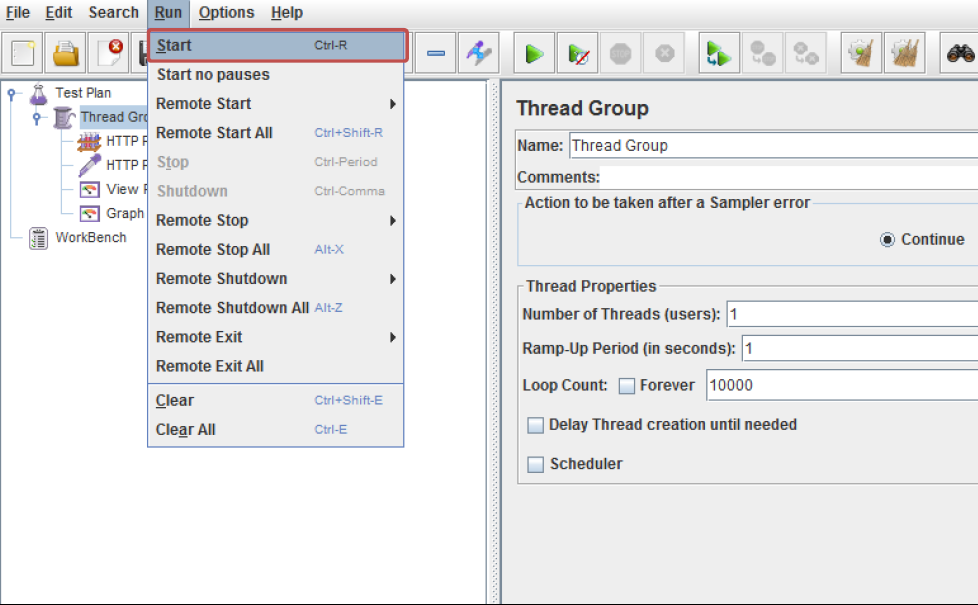 File Edit Search Run Options Help
Start Ctrl-R
Start no pauses
Remote Start
Remote Start All Ctrl+Shift-R
Stop Ctrl-Period
Shutdown Ctrl-Comma
Remote Stop
Remote Stop All Alt-X
Remote Shutdown
Remote Shutdown All Alt-Z
Remote Exit
Remote Exit All
Clear Ctrl+Shift-E
Clear All Ctrl-E
Test Plan
Thread Gro
HTTP
HTTP
View
Graph
WorkBench
Thread Group
Name: Thread Group
Comments:
Action to be taken after a Sampler error
Continue
Thread Properties
Number of Threads (users): 1
Ramp-Up Period (in seconds): 1
Loop Count: Forever 10000
Delay Thread creation until needed
Scheduler